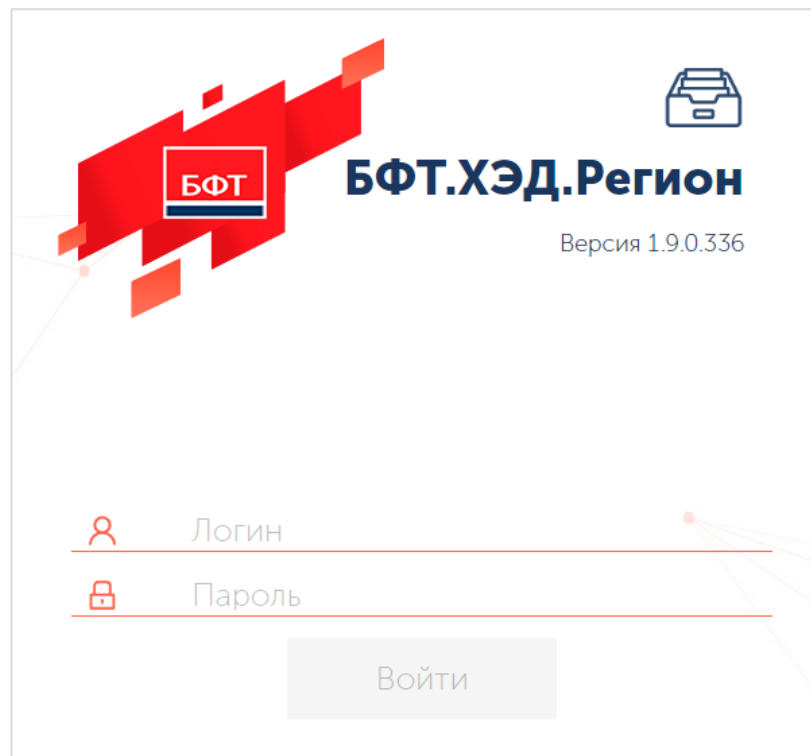 БФТ
БФТ.ХЭД.Регион
Версия 1.9.0.336
Логин
Пароль
Войти